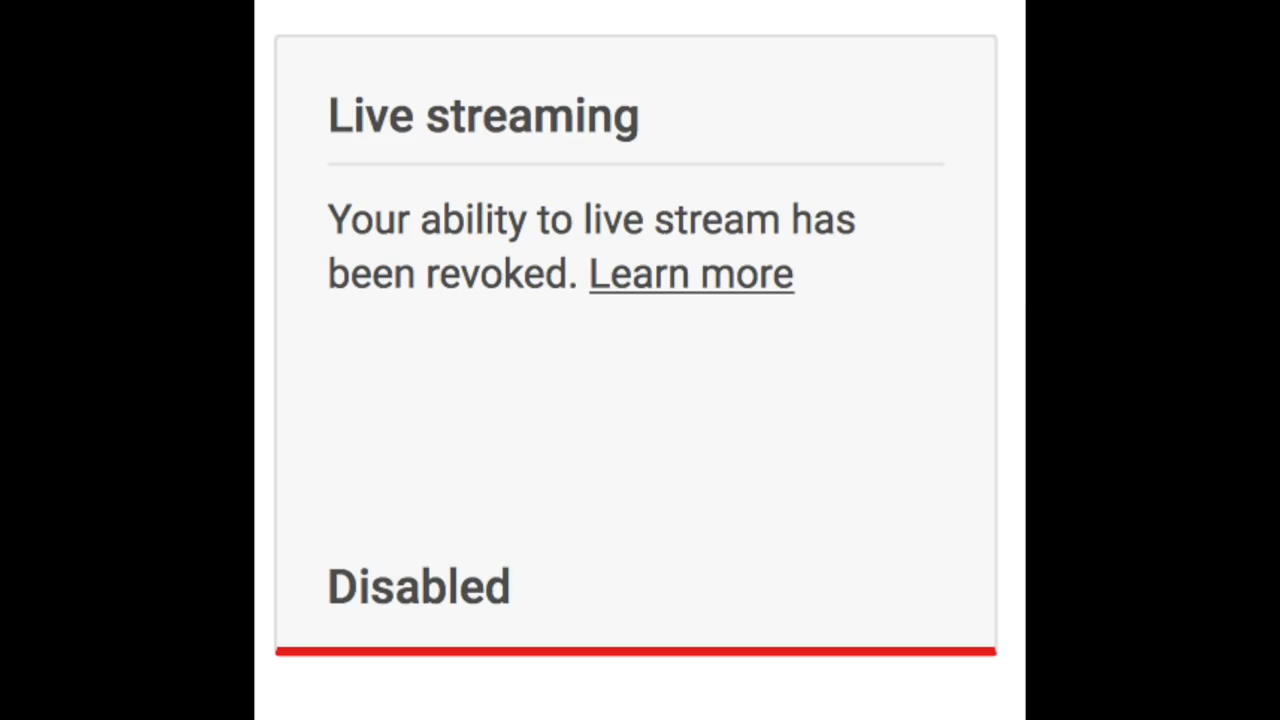 Live streaming
Your ability to live stream has
been revoked. Learn more
Disabled